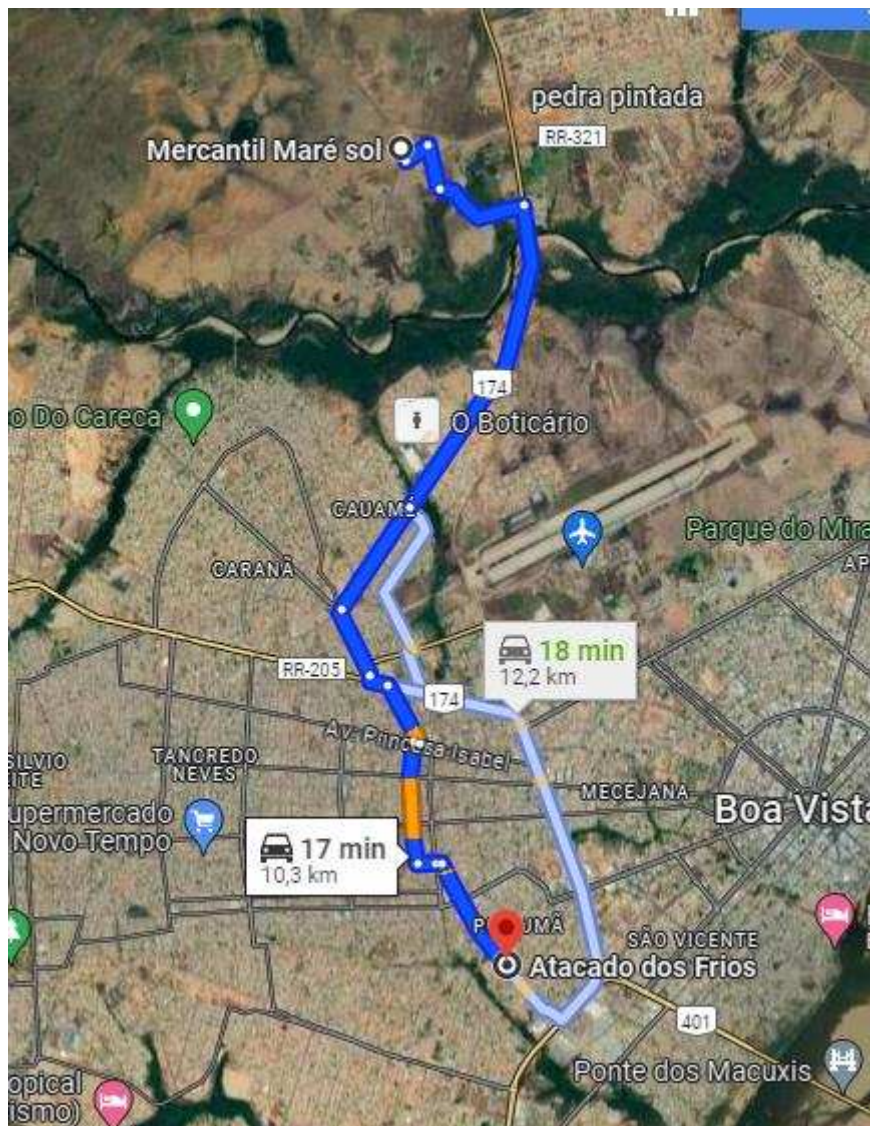 pedra pintada
RR-321
Mercantil Maré sol
174
o Do Careca
O Boticário
CAUAMÉ
Parque do Mira
AP
CARANÃ
18 min
12,2 km
RR-205
174
Av. Princesa Isabel
SILVIO
EITE
TANCREDO
NEVES
MECEJANA
upermercado
Novo Tempo
Boa Vista
17 min
10,3 km
SÃO VICENTE
Atacado dos Frios
401
Ponte dos Macuxis
opical
ismo)